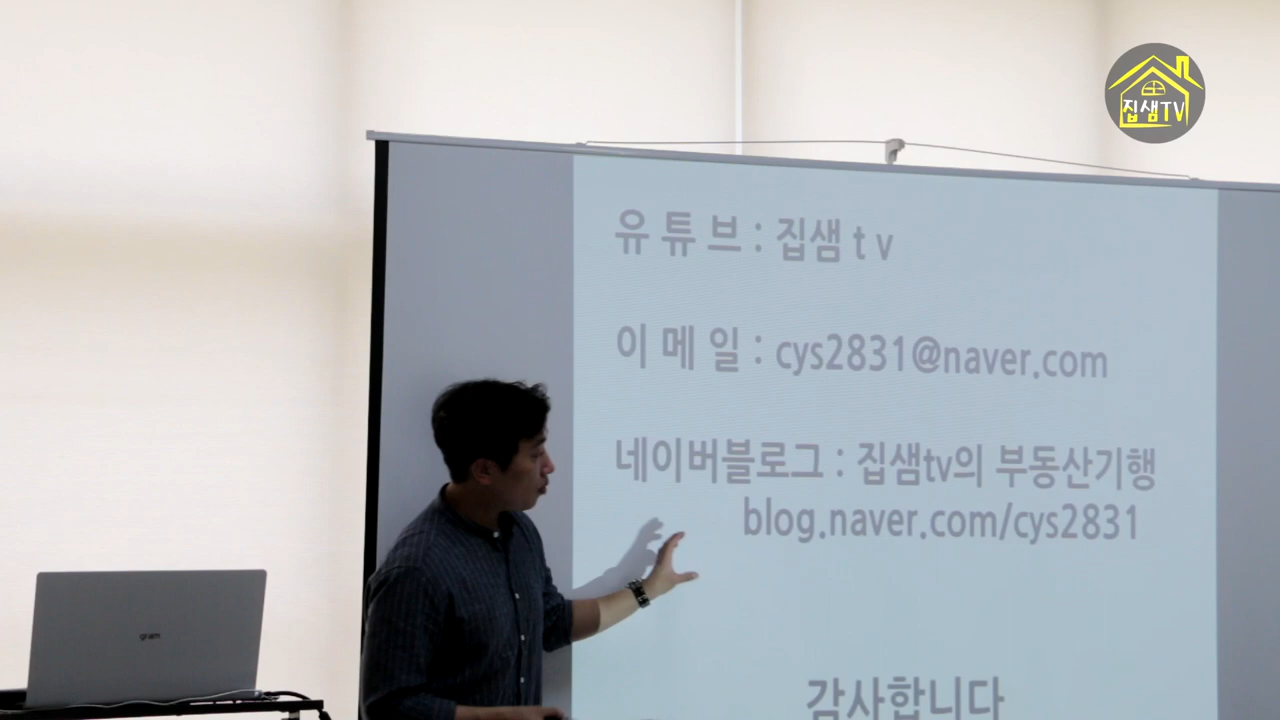 집샘TV
유튜브 : 집샘 tv
이메일 : cys2831@naver.com
네이버블로그 : 집샘tv의 부동산기행
blog.naver.com/cys2831
감사합니다
gram